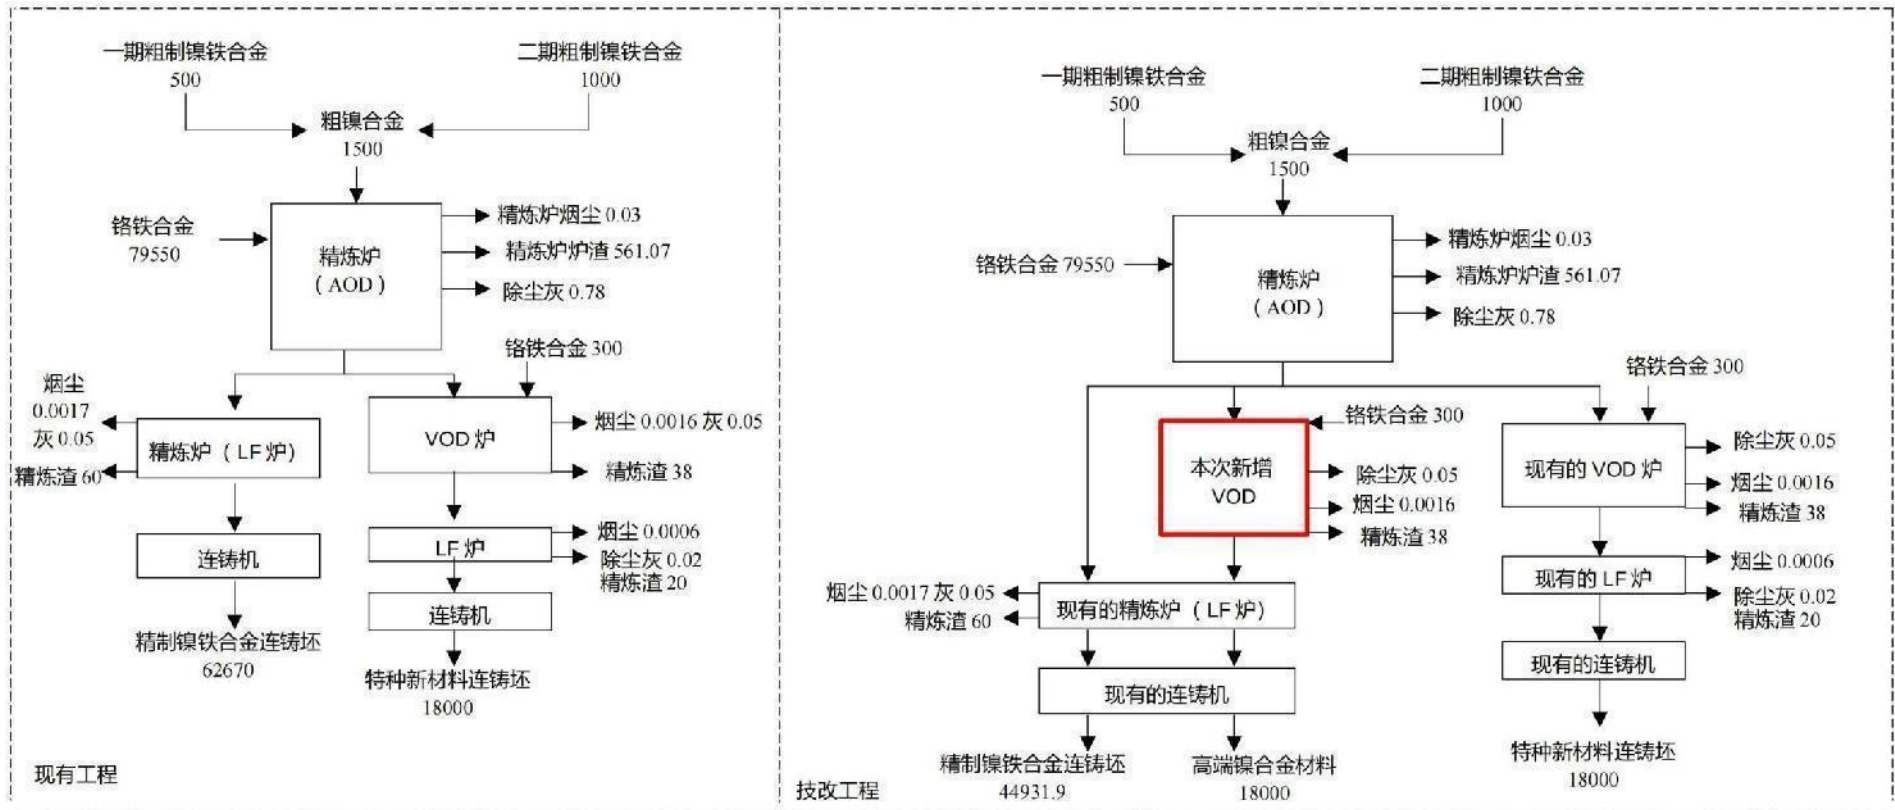 一期粗制镍铁合金
500
二期粗制镍铁合金
1000
粗镍合金
1500
铬铁合金
79550
精炼炉
（AOD）
精炼炉烟尘 0.03
精炼炉炉渣 561.07
除尘灰 0.78
铬铁合金 300
烟尘
0.0017
灰 0.05
精炼渣 60
精炼炉（LF 炉）
VOD 炉
烟尘 0.0016 灰 0.05
精炼渣 38
连铸机
LF 炉
烟尘 0.0006
除尘灰 0.02
精炼渣 20
连铸机
精制镍铁合金连铸坯
62670
特种新材料连铸坯
18000
现有工程
一期粗制镍铁合金
500
二期粗制镍铁合金
1000
粗镍合金
1500
铬铁合金 79550
精炼炉
（AOD）
精炼炉烟尘 0.03
精炼炉炉渣 561.07
除尘灰 0.78
铬铁合金 300
铬铁合金 300
本次新增
VOD
除尘灰 0.05
烟尘 0.0016
精炼渣 38
现有的 VOD 炉
除尘灰 0.05
烟尘 0.0016
精炼渣 38
现有的 LF 炉
烟尘 0.0006
除尘灰 0.02
精炼渣 20
烟尘 0.0017 灰 0.05
精炼渣 60
现有的精炼炉（LF 炉）
现有的连铸机
现有的连铸机
精制镍铁合金连铸坯
44931.9
高端镍合金材料
18000
特种新材料连铸坯
18000
技改工程